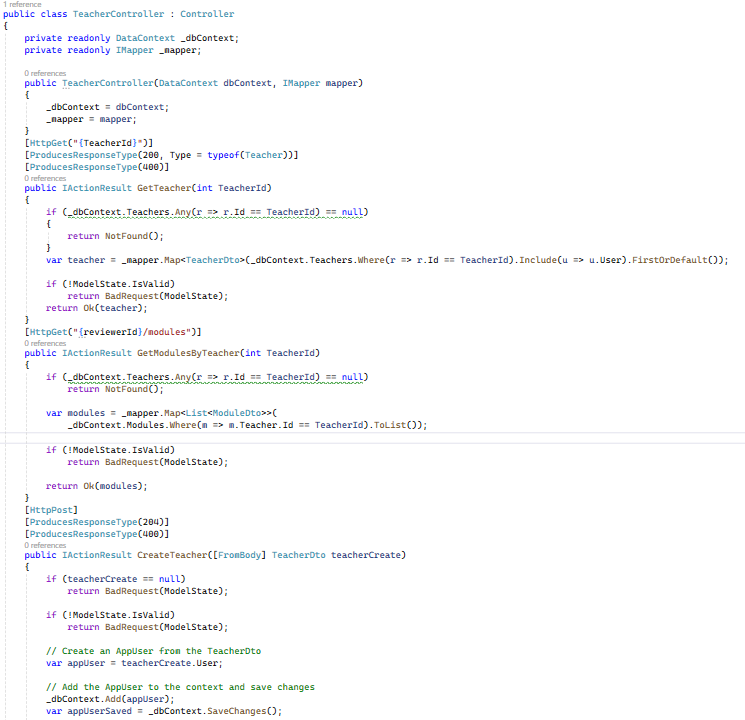 1 reference
public class TeacherController : Controller
{
    private readonly DataContext _dbContext;
    private readonly IMapper _mapper;

    0 references
    public TeacherController(DataContext dbContext, IMapper mapper)
    {
        _dbContext = dbContext;
        _mapper = mapper;
    }
    [HttpGet("{TeacherId}")]
    [ProducesResponseType(200, Type = typeof(Teacher))]
    [ProducesResponseType(400)]
    0 references
    public IActionResult GetTeacher(int TeacherId)
    {
        if (_dbContext.Teachers.Any(r => r.Id == TeacherId) == null)
        {
            return NotFound();
        }
        var teacher = _mapper.Map<TeacherDto>(_dbContext.Teachers.Where(r => r.Id == TeacherId).Include(u => u.User).FirstOrDefault());

        if (!ModelState.IsValid)
            return BadRequest(ModelState);
        return Ok(teacher);
    }
    [HttpGet("{reviewerId}/modules")]
    0 references
    public IActionResult GetModulesByTeacher(int TeacherId)
    {
        if (_dbContext.Teachers.Any(r => r.Id == TeacherId) == null)
            return NotFound();

        var modules = _mapper.Map<List<ModuleDto>>(
            _dbContext.Modules.Where(m => m.Teacher.Id == TeacherId).ToList());

        if (!ModelState.IsValid)
            return BadRequest(ModelState);

        return Ok(modules);
    }
    [HttpPost]
    [ProducesResponseType(204)]
    [ProducesResponseType(400)]
    0 references
    public IActionResult CreateTeacher([FromBody] TeacherDto teacherCreate)
    {
        if (teacherCreate == null)
            return BadRequest(ModelState);

        if (!ModelState.IsValid)
            return BadRequest(ModelState);

        // Create an AppUser from the TeacherDto
        var appUser = teacherCreate.User;

        // Add the AppUser to the context and save changes
        _dbContext.Add(appUser);
        var appUserSaved = _dbContext.SaveChanges();